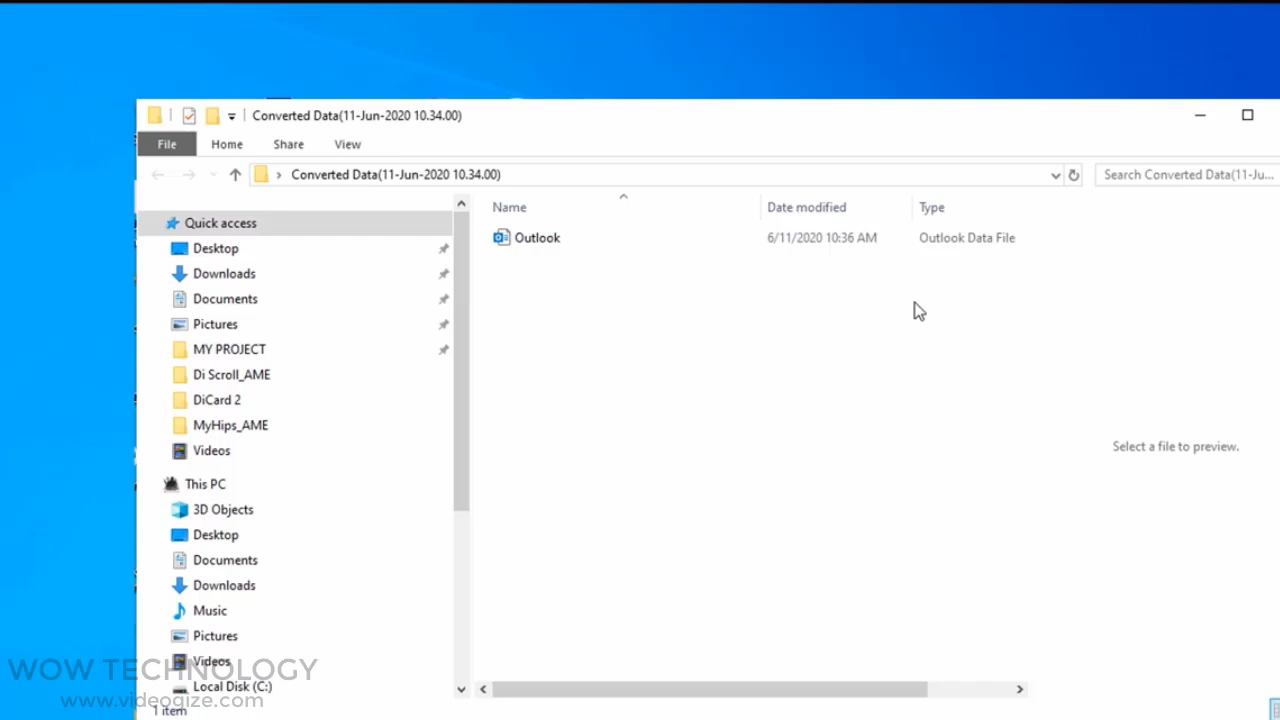 Converted Data(11-Jun-2020 10.34.00)
File Home Share View
Converted Data(11-Jun-2020 10.34.00)
Search Converted Data(11-Ju...
Name Date modified Type
Quick access
Outlook 6/11/2020 10:36 AM Outlook Data File
Desktop
Downloads
Documents
Pictures
MY PROJECT
Di Scroll_AME
DiCard 2
MyHips_AME
Select a file to preview.
Videos
This PC
3D Objects
Desktop
Documents
Downloads
Music
Pictures
Videos
WOW TECHNOLOGY
Local Disk (C:)
www.videogize.com
1 item